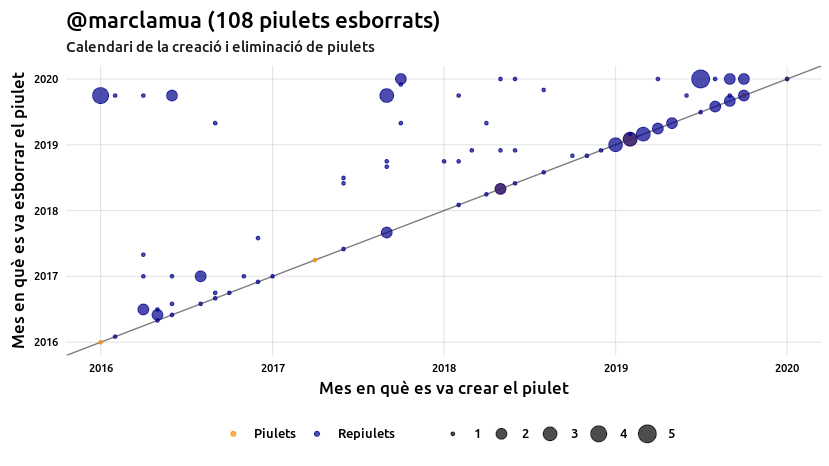 @marclamua (108 piulets esborrats)
Calendari de la creació i eliminació de piulets
Mes en què es va esborrar el piulet
2020
2019
2018
2017
2016
2016 2017 2018 2019 2020
Mes en què es va crear el piulet
Piulets Repiulets 1 2 3 4 5